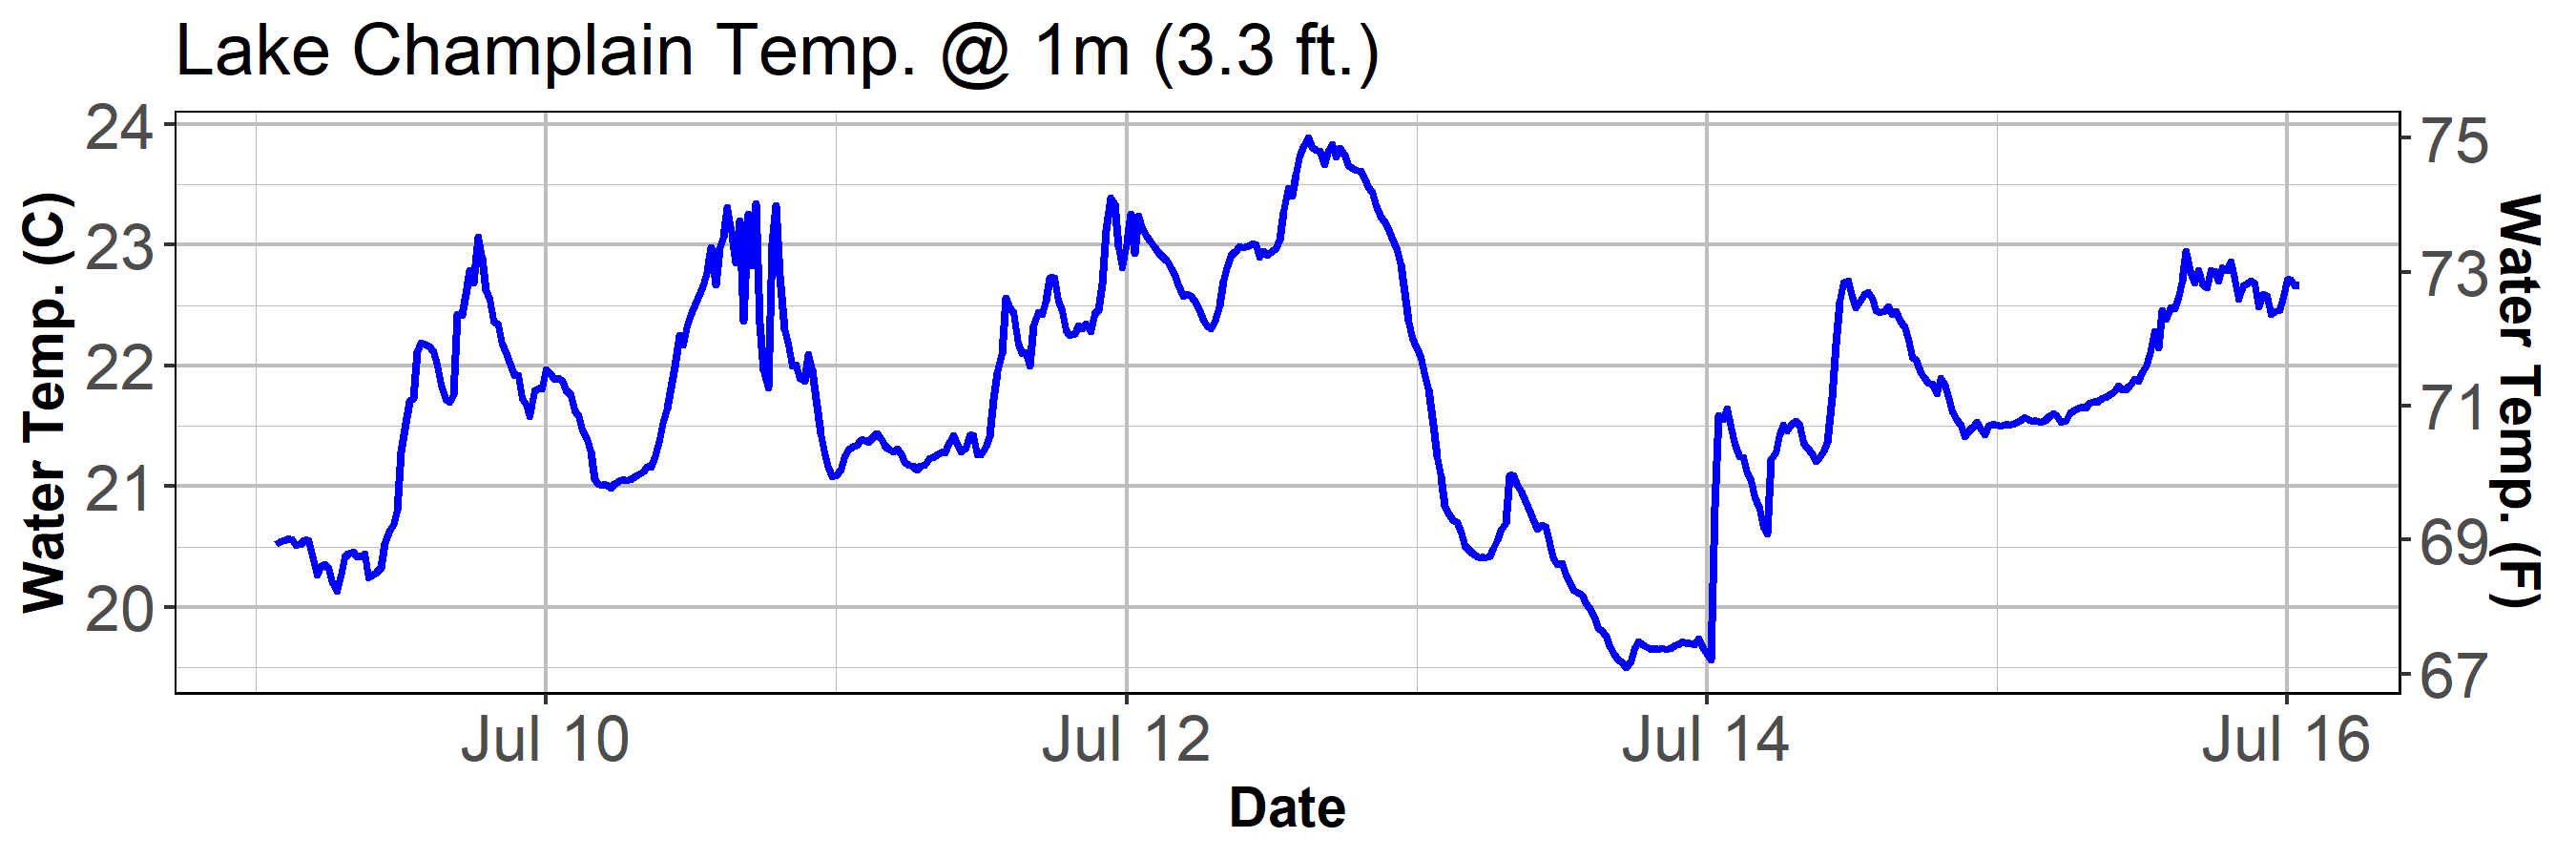 Lake Champlain Temp. @ 1m (3.3 ft.)
24
23
22
21
20
Water Temp. (C)
75
73
71
69
67
Water Temp. (F)
Jul 10
Jul 12
Jul 14
Jul 16
Date